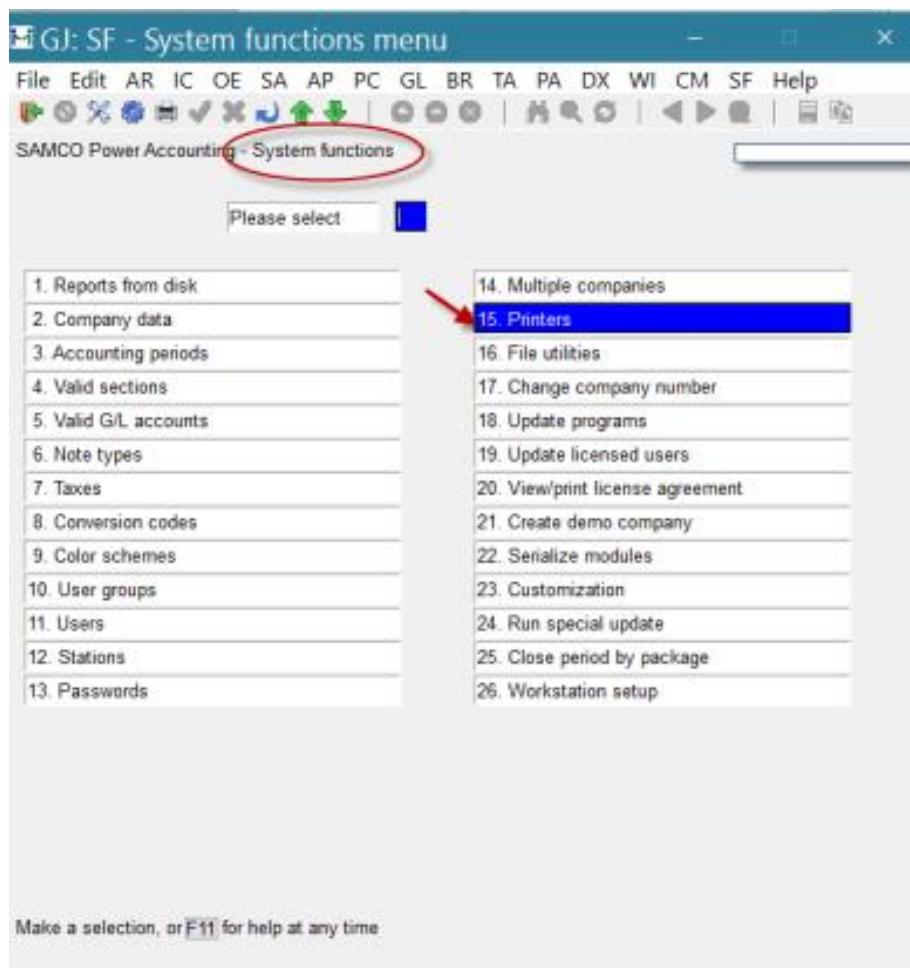 GJ: SF - System functions menu
File Edit AR IC OE SA AP PC GL BR TA PA DX WI CM SF Help
SAMCO Power Accounting - System functions
Please select
1. Reports from disk
2. Company data
3. Accounting periods
4. Valid sections
5. Valid G/L accounts
6. Note types
7. Taxes
8. Conversion codes
9. Color schemes
10. User groups
11. Users
12. Stations
13. Passwords
14. Multiple companies
15. Printers
16. File utilities
17. Change company number
18. Update programs
19. Update licensed users
20. View/print license agreement
21. Create demo company
22. Serialize modules
23. Customization
24. Run special update
25. Close period by package
26. Workstation setup
Make a selection, or F11 for help at any time